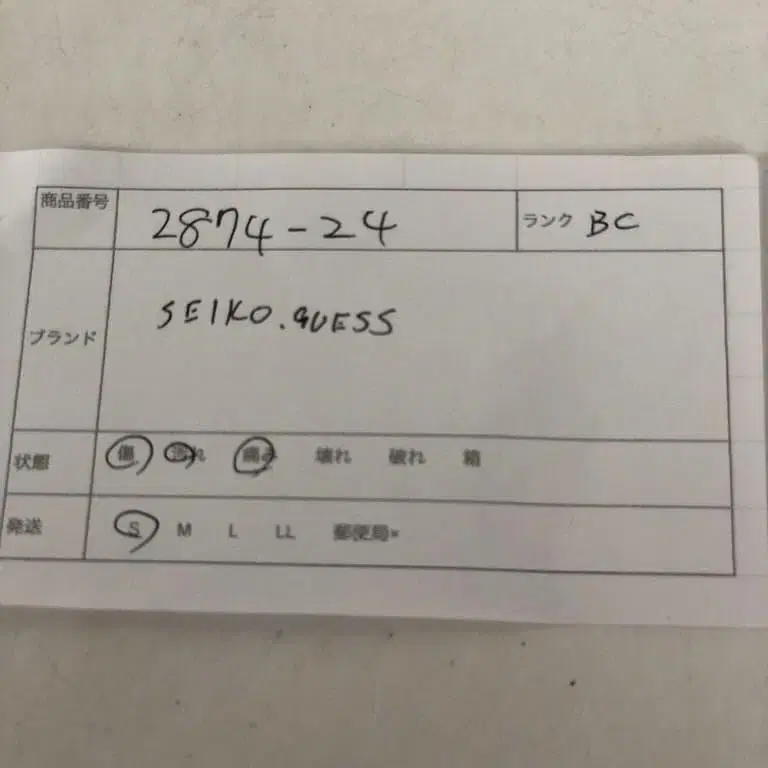 商品番号 2874-24 ランク BC
ブランド SEIKO.GUESS
状態 傷 汚れ 痛み 壊れ 破れ 箱
発送 S M L LL 郵便局×